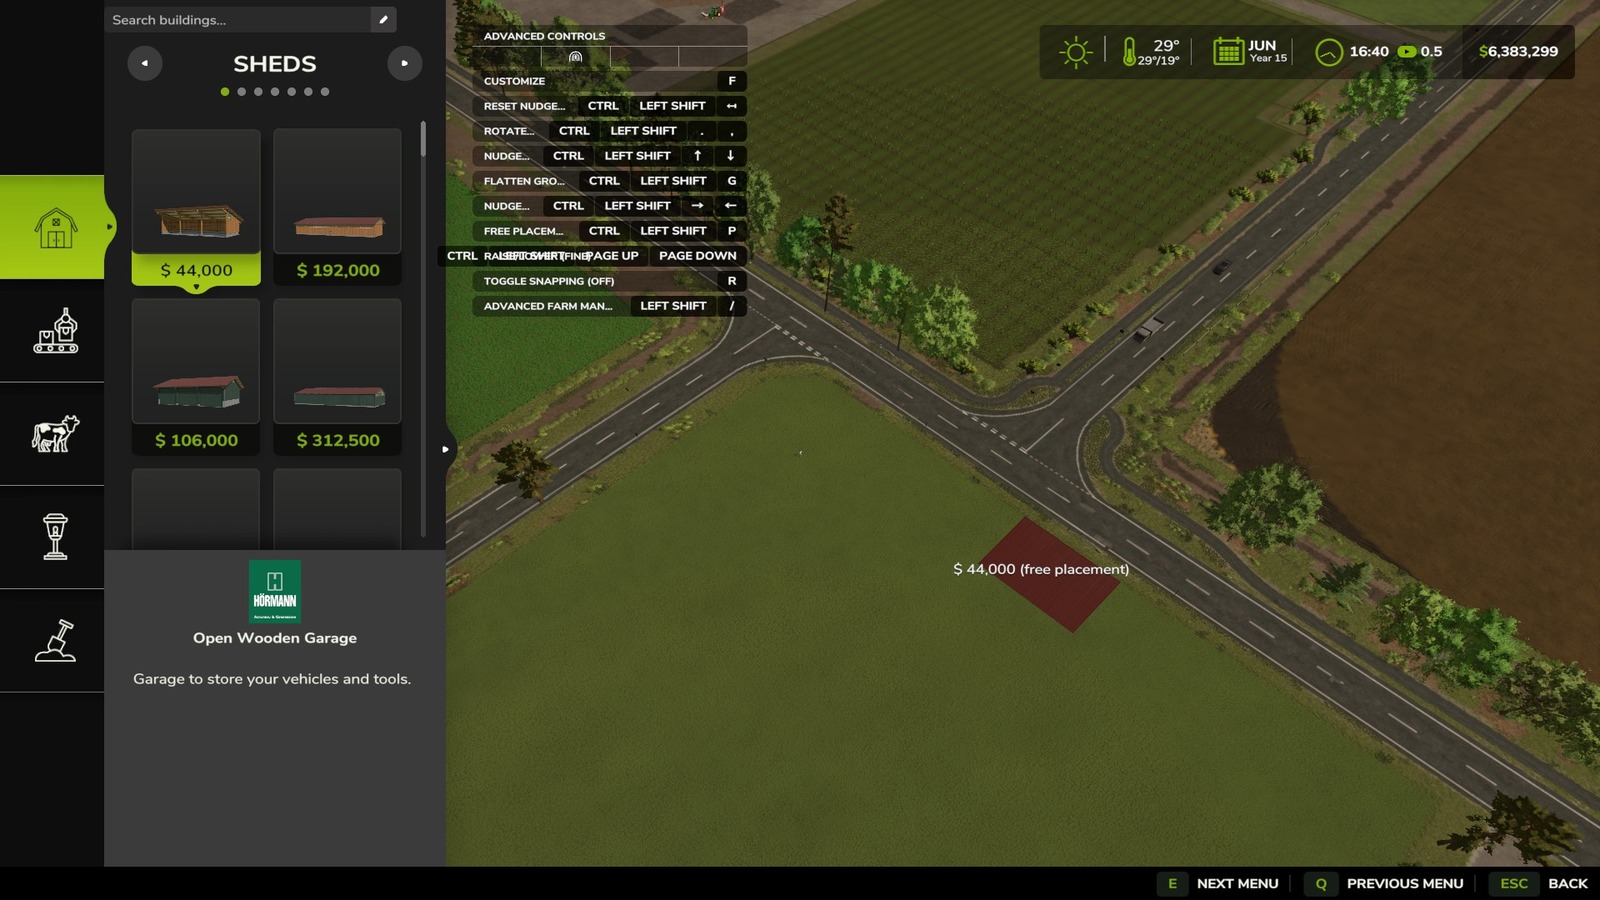 Search buildings...
SHEDS
$ 44,000
$ 192,000
$ 106,000
$ 312,500
HÖRMANN
Open Wooden Garage
Garage to store your vehicles and tools.
ADVANCED CONTROLS
CUSTOMIZE F
RESET NUDGE... CTRL LEFT SHIFT ↔
ROTATE... CTRL LEFT SHIFT . ,
NUDGE... CTRL LEFT SHIFT ↑ ↓
FLATTEN GRO... CTRL LEFT SHIFT G
NUDGE... CTRL LEFT SHIFT → ←
FREE PLACEM... CTRL LEFT SHIFT P
CTRL LEFT SHIFT PAGE UP PAGE DOWN
TOGGLE SNAPPING (OFF) R
ADVANCED FARM MAN... LEFT SHIFT /
29°
29°/19°
JUN
Year 15
16:40 0.5
$6,383,299
$ 44,000 (free placement)
E NEXT MENU Q PREVIOUS MENU ESC BACK